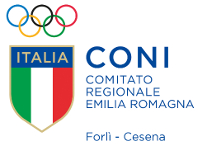 ITALIA
CONI
COMITATO
REGIONALE
EMILIA ROMAGNA
Forlì - Cesena